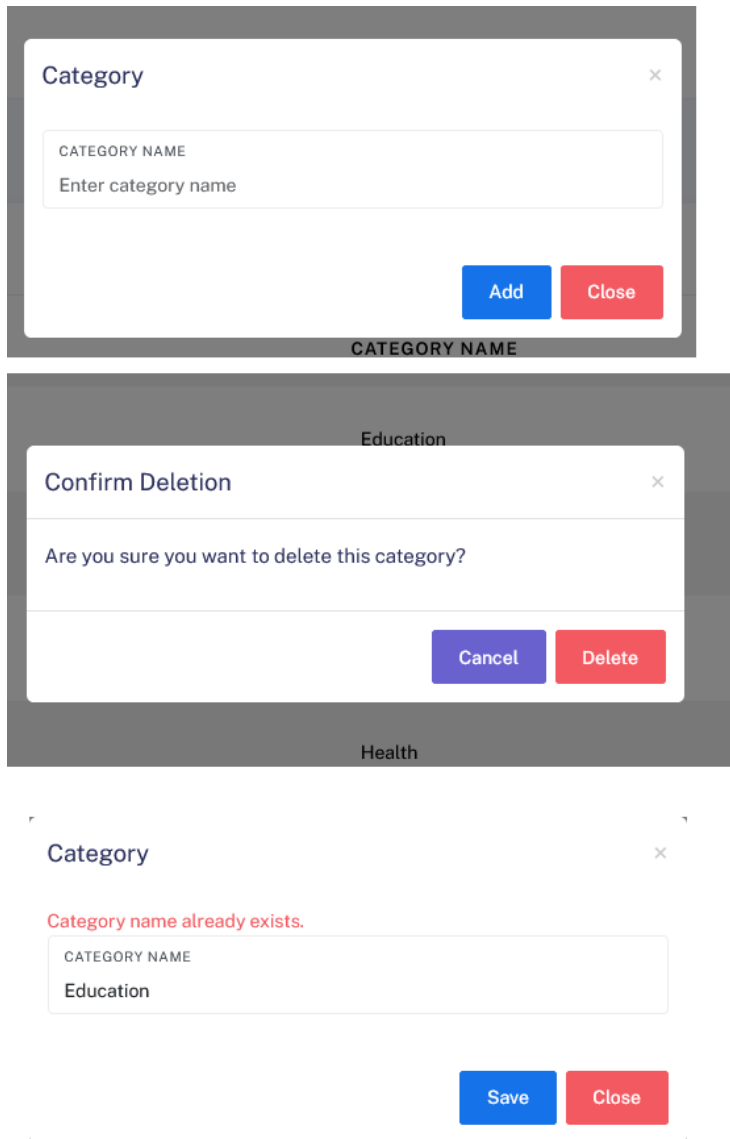 Category ×
CATEGORY NAME
Enter category name
Add Close
CATEGORY NAME
Education
Confirm Deletion ×
Are you sure you want to delete this category?
Cancel Delete
Health
Category ×
Category name already exists.
CATEGORY NAME
Education
Save Close